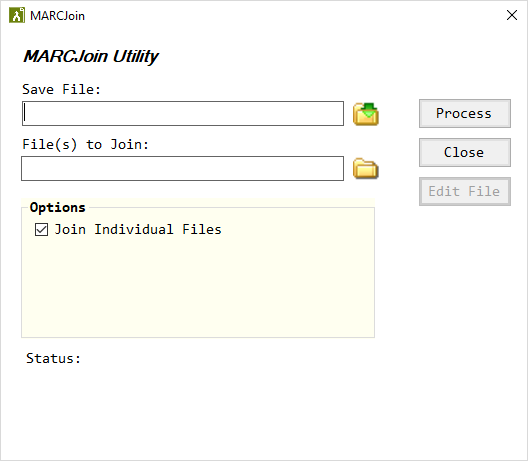 MARCJoin
MARCJoin Utility
Save File:
Process
File(s) to Join:
Close
Edit File
Options
Join Individual Files
Status: